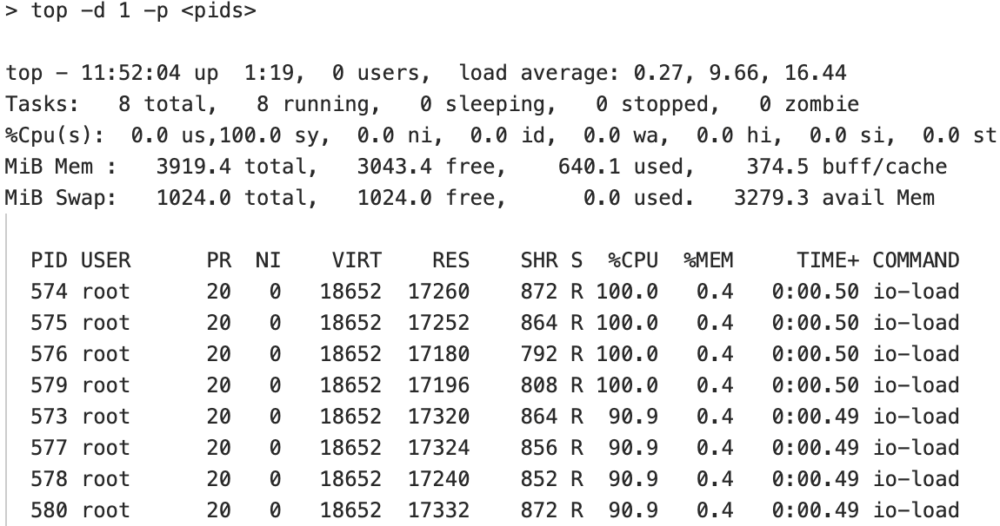 > top -d 1 -p <pids>
top - 11:52:04 up  1:19,  0 users,  load average: 0.27, 9.66, 16.44
Tasks:   8 total,   8 running,   0 sleeping,   0 stopped,   0 zombie
%Cpu(s):  0.0 us,100.0 sy,  0.0 ni,  0.0 id,  0.0 wa,  0.0 hi,  0.0 si,  0.0 st
MiB Mem :   3919.4 total,   3043.4 free,    640.1 used,    374.5 buff/cache
MiB Swap:   1024.0 total,   1024.0 free,      0.0 used.   3279.3 avail Mem
  PID USER      PR  NI    VIRT    RES    SHR S  %CPU  %MEM     TIME+ COMMAND
  574 root      20   0   18652  17260    872 R 100.0   0.4   0:00.50 io-load
  575 root      20   0   18652  17252    864 R 100.0   0.4   0:00.50 io-load
  576 root      20   0   18652  17180    792 R 100.0   0.4   0:00.50 io-load
  579 root      20   0   18652  17196    808 R 100.0   0.4   0:00.50 io-load
  573 root      20   0   18652  17320    864 R  90.9   0.4   0:00.49 io-load
  577 root      20   0   18652  17324    856 R  90.9   0.4   0:00.49 io-load
  578 root      20   0   18652  17240    852 R  90.9   0.4   0:00.49 io-load
  580 root      20   0   18652  17332    872 R  90.9   0.4   0:00.49 io-load